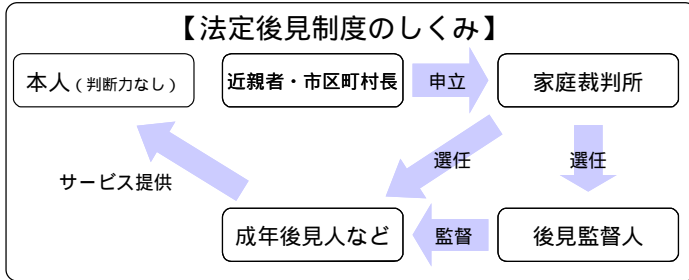 【法定後見制度のしくみ】
本人（判断力なし）
近親者・市区町村長
申立
家庭裁判所
選任
選任
サービス提供
成年後見人など
監督
後見監督人